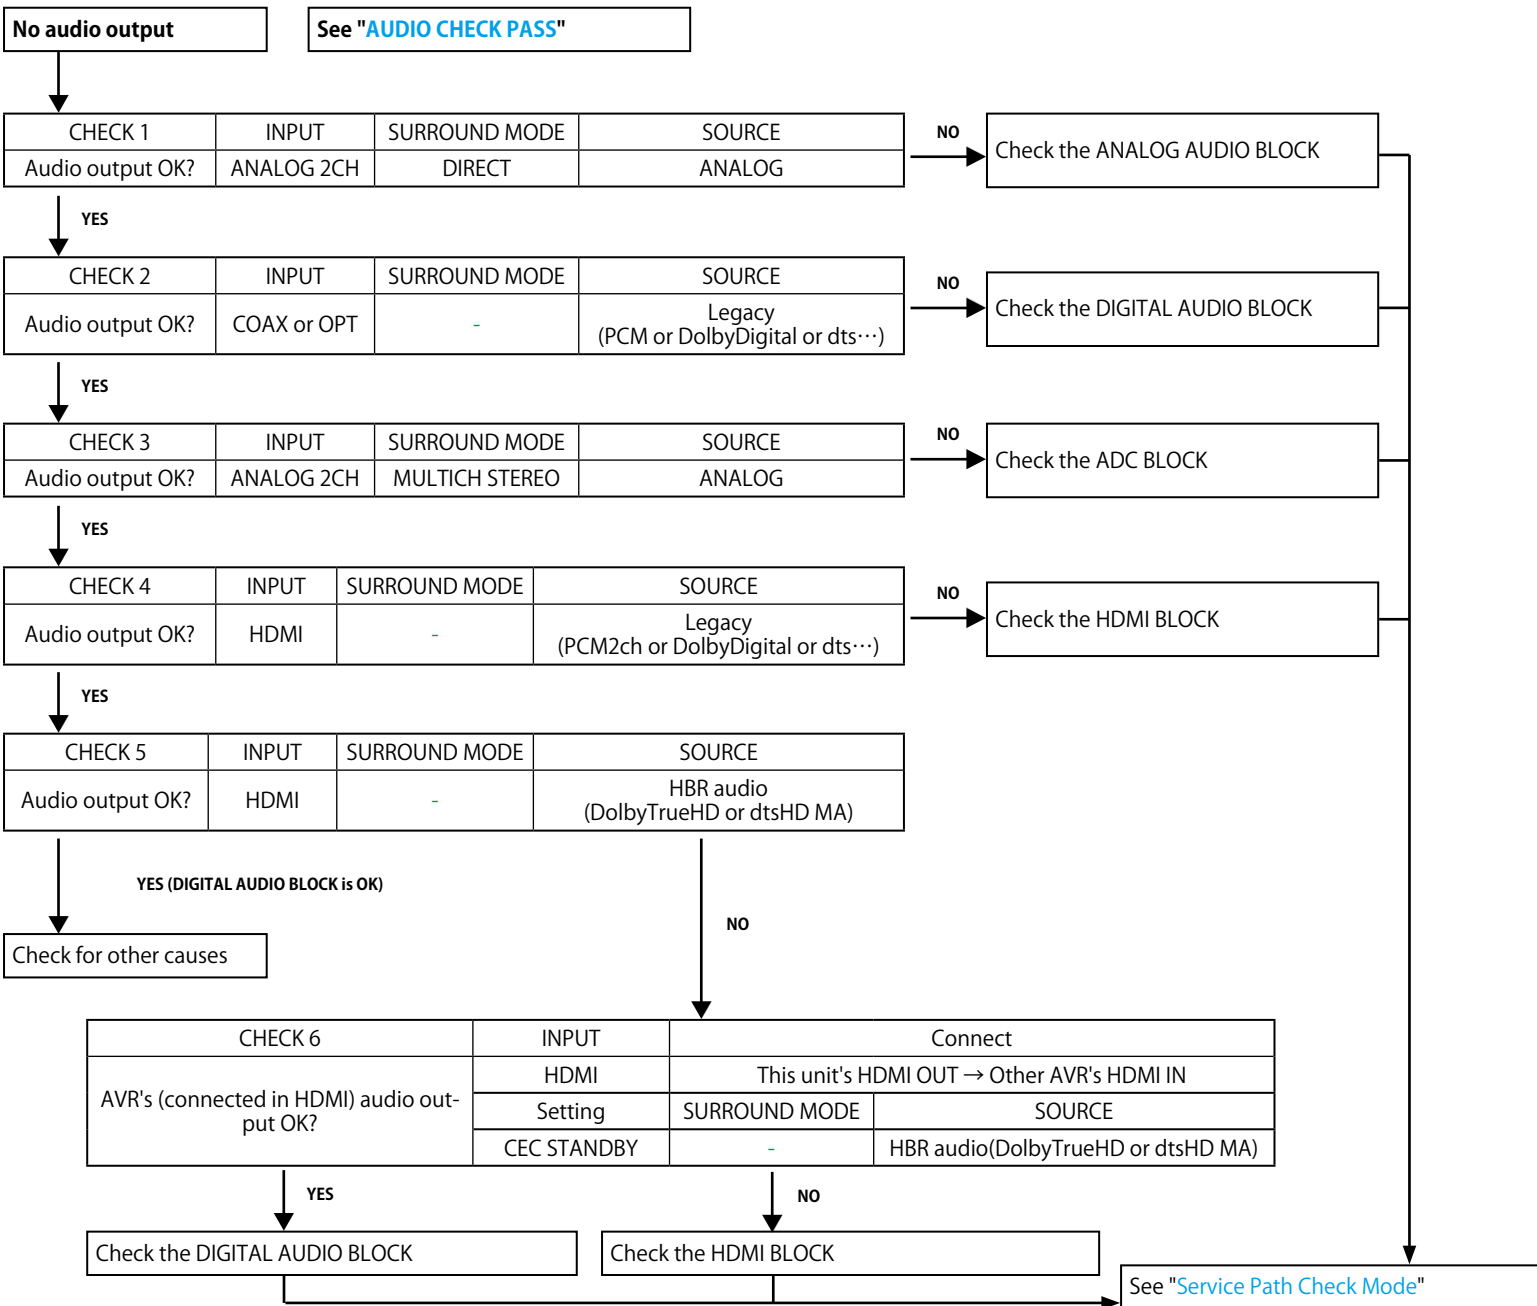 No audio output
See "AUDIO CHECK PASS"
CHECK 1 INPUT SURROUND MODE SOURCE
Audio output OK? ANALOG 2CH DIRECT ANALOG
NO
Check the ANALOG AUDIO BLOCK
YES
CHECK 2 INPUT SURROUND MODE SOURCE
Audio output OK? COAX or OPT - Legacy
(PCM or DolbyDigital or dts⋯)
NO
Check the DIGITAL AUDIO BLOCK
YES
CHECK 3 INPUT SURROUND MODE SOURCE
Audio output OK? ANALOG 2CH MULTICH STEREO ANALOG
NO
Check the ADC BLOCK
YES
CHECK 4 INPUT SURROUND MODE SOURCE
Audio output OK? HDMI - Legacy
(PCM2ch or DolbyDigital or dts⋯)
NO
Check the HDMI BLOCK
YES
CHECK 5 INPUT SURROUND MODE SOURCE
Audio output OK? HDMI - HBR audio
(DolbyTrueHD or dtsHD MA)
YES (DIGITAL AUDIO BLOCK is OK)
NO
Check for other causes
CHECK 6 INPUT Connect
AVR's (connected in HDMI) audio out-
put OK?
HDMI This unit's HDMI OUT → Other AVR's HDMI IN
Setting SURROUND MODE SOURCE
CEC STANDBY - HBR audio(DolbyTrueHD or dtsHD MA)
YES
NO
Check the DIGITAL AUDIO BLOCK
Check the HDMI BLOCK
See "Service Path Check Mode"